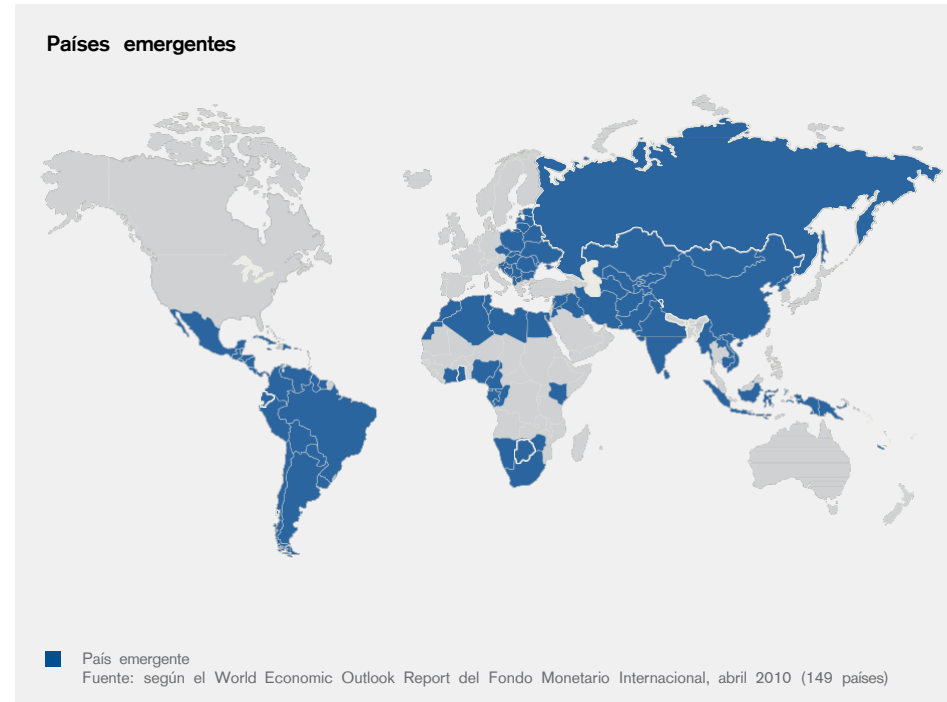 Países emergentes
País emergente
Fuente: según el World Economic Outlook Report del Fondo Monetario Internacional, abril 2010 (149 países)